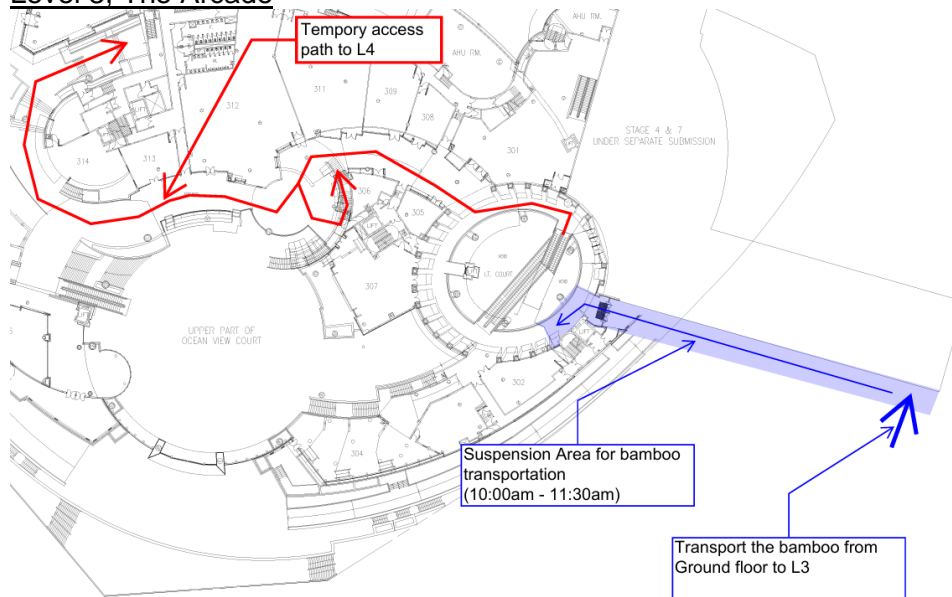 Level 3, The Arcade
Tempory access
path to L4
AHU RM.
AHU RM.
311
309
312
308
STAGE 4 & 7
UNDER SEPARATE SUBMISSION
301
LIFT
314
313
306
305
LIFT
VOID
LT. COURT
VOID
307
UPPER PART OF
OCEAN VIEW COURT
LIFT
302
304
Suspension Area for bamboo
transportation
(10:00am - 11:30am)
Transport the bamboo from
Ground floor to L3